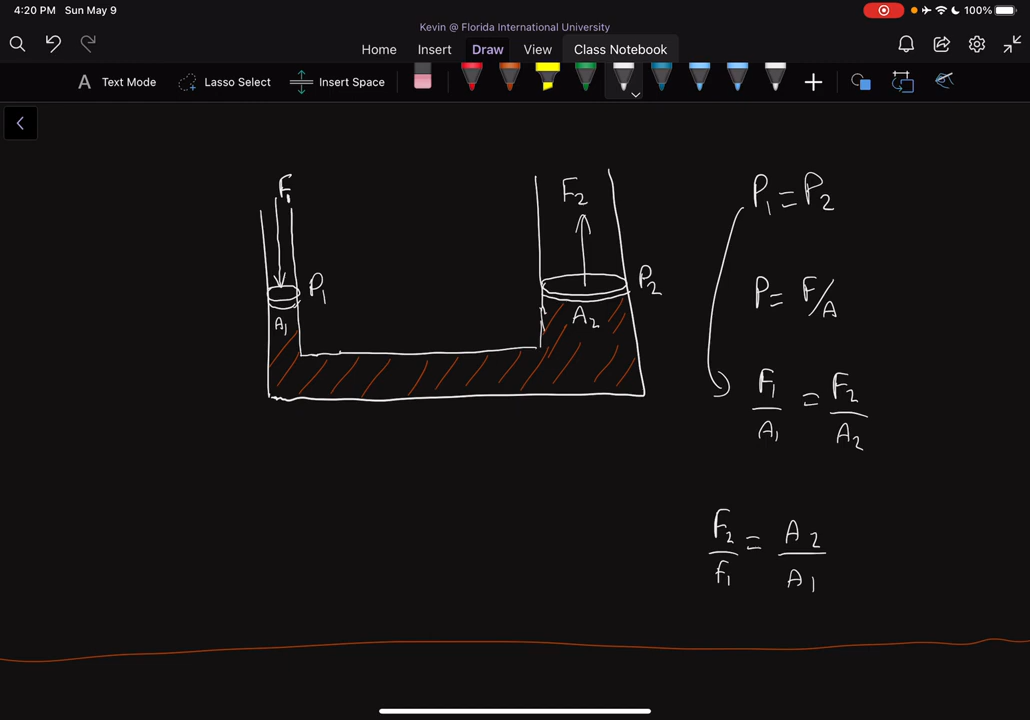 4:20 PM Sun May 9
100%
Kevin @ Florida International University
Home Insert Draw View Class Notebook
A Text Mode Lasso Select Insert Space
F₁
F₂
P₁ = P₂
P₁
P₂
A₁
A₂
P = F/A
F₁/A₁ = F₂/A₂
F₂/F₁ = A₂/A₁